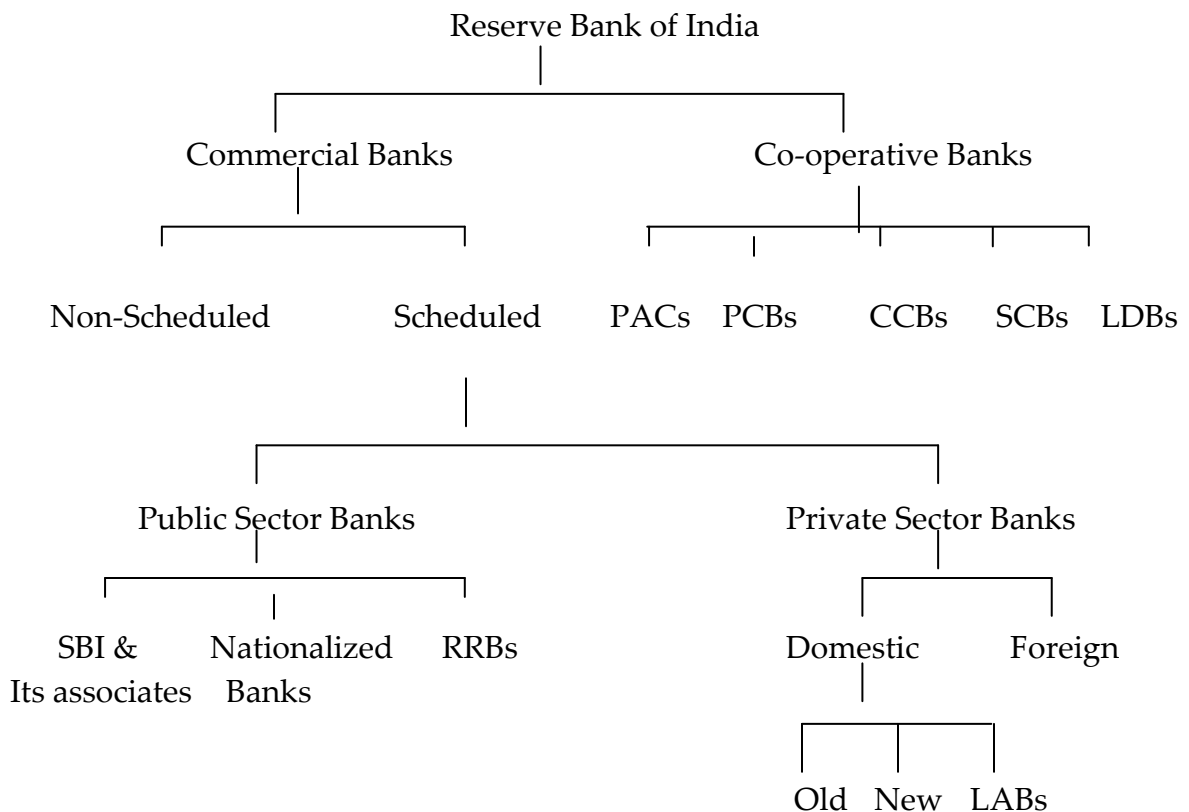 Reserve Bank of India
Commercial Banks Co-operative Banks
Non-Scheduled Scheduled PACs PCBs CCBs SCBs LDBs
Public Sector Banks Private Sector Banks
SBI & Nationalized RRBs Domestic Foreign
Its associates Banks
Old New LABs